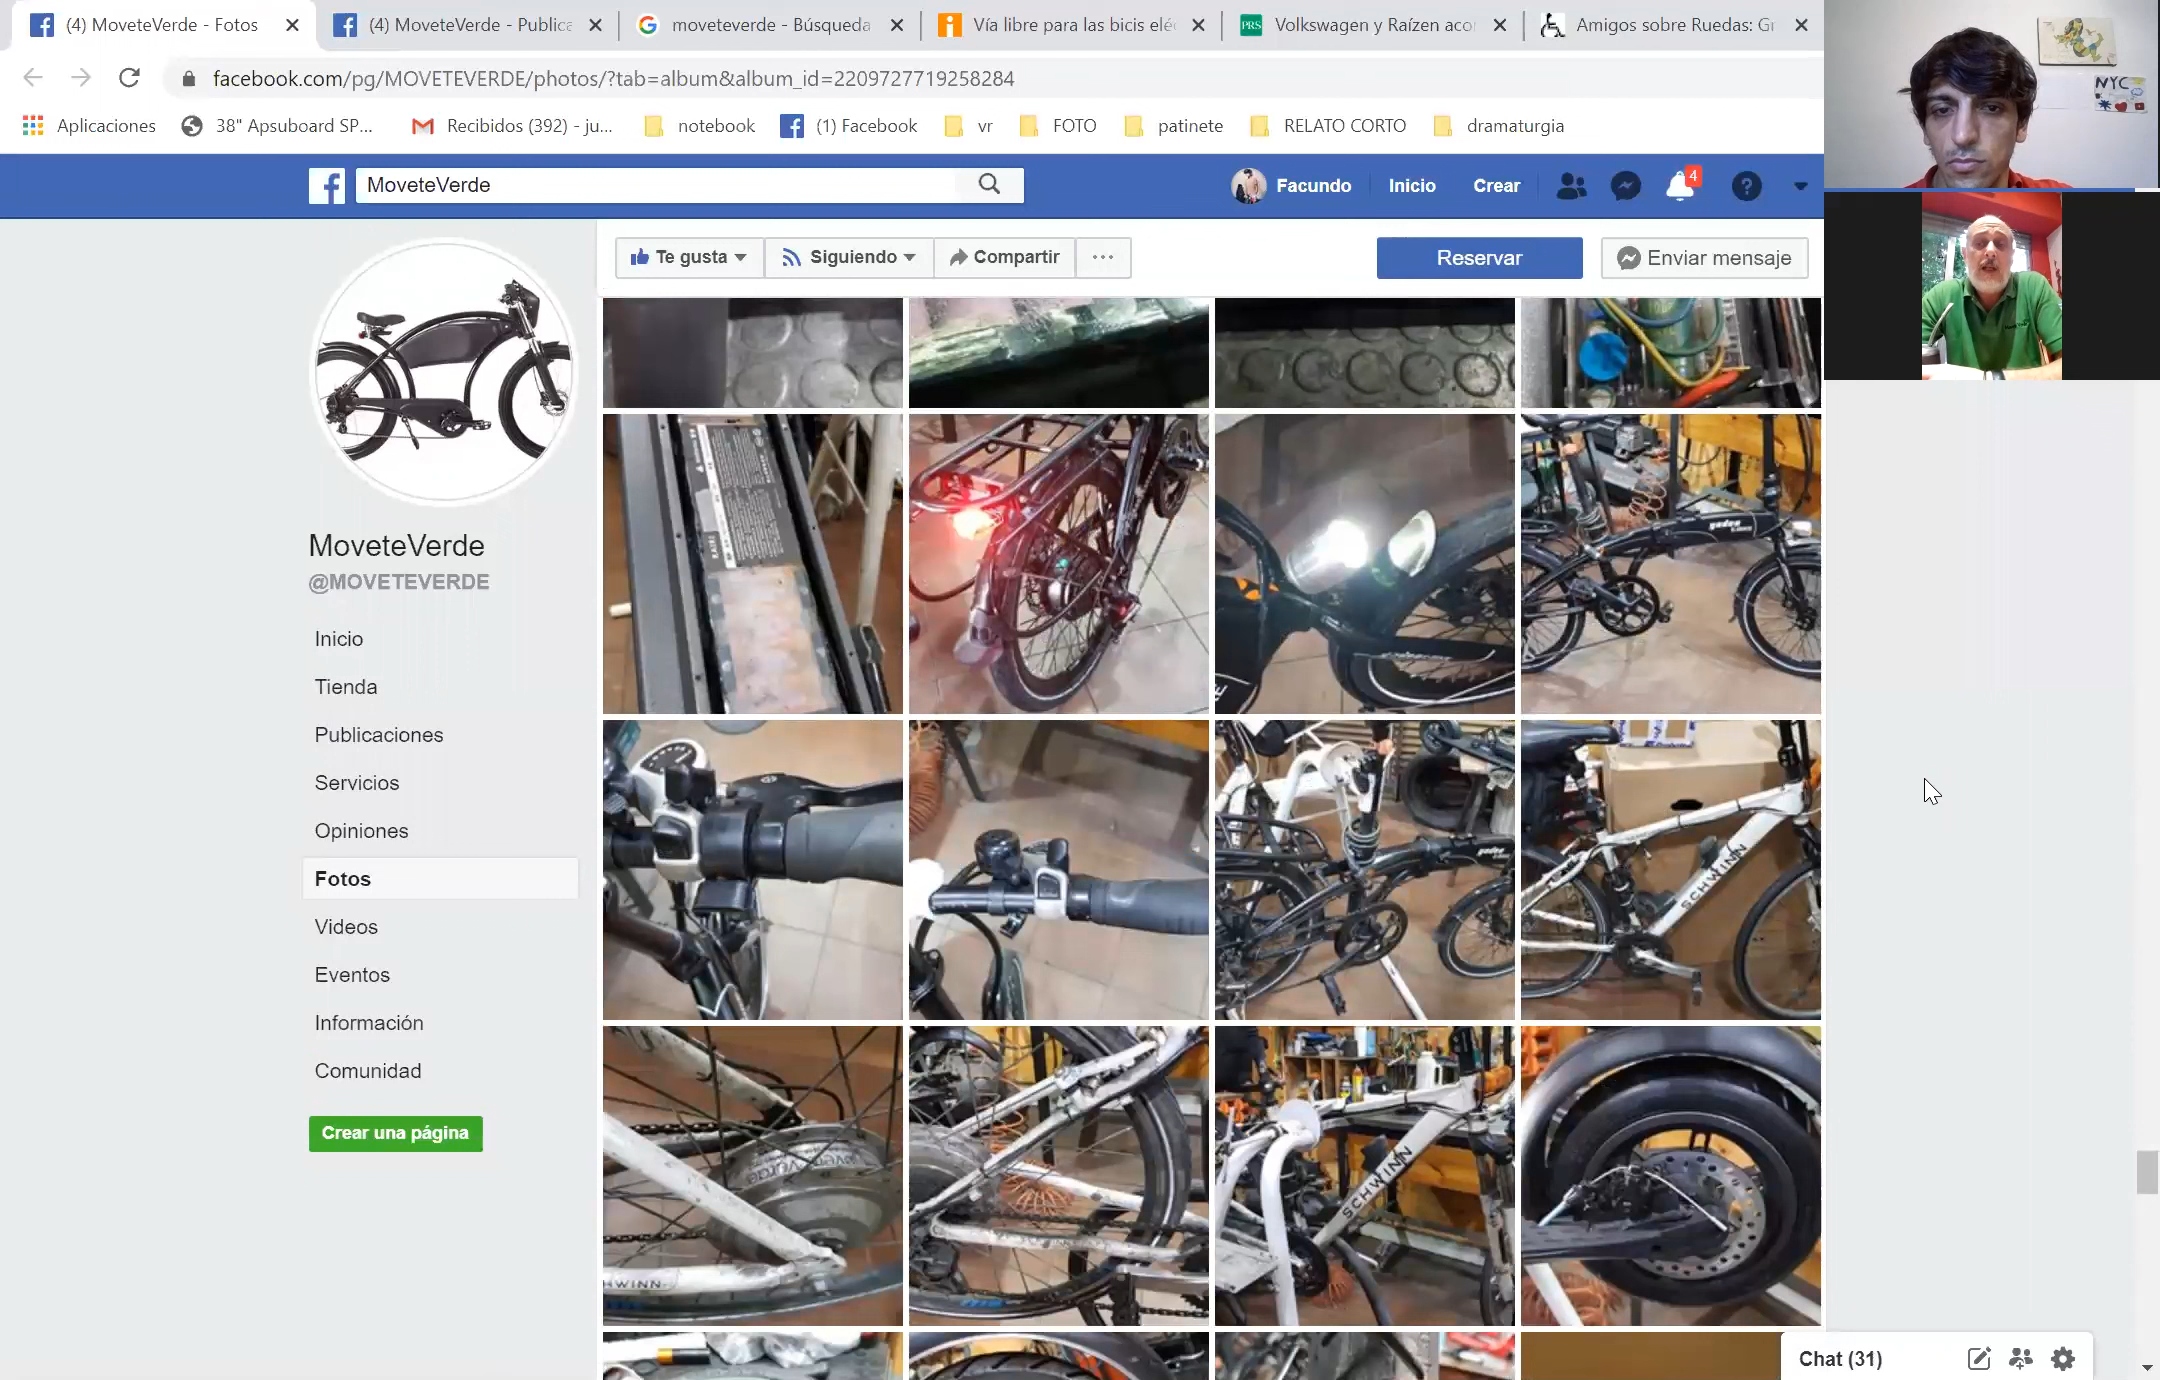 (4) MoveteVerde - Fotos
(4) MoveteVerde - Publica
moveteverde - Búsqueda
Vía libre para las bicis eléc
Volkswagen y Raízen aco
Amigos sobre Ruedas: Gr
facebook.com/pg/MOVETEVERDE/photos/?tab=album&album_id=2209727719258284
Aplicaciones
38" Apsuboard SP...
Recibidos (392) - ju...
notebook
(1) Facebook
vr
FOTO
patinete
RELATO CORTO
dramaturgia
NYC
MoveteVerde
Facundo
Inicio
Crear
4
Te gusta
Siguiendo
Compartir
Reservar
Enviar mensaje
MoveteVerde
@MOVETEVERDE
Inicio
Tienda
Publicaciones
Servicios
Opiniones
Fotos
Videos
Eventos
Información
Comunidad
Crear una página
SCHWINN
SCHWINN
Chat (31)